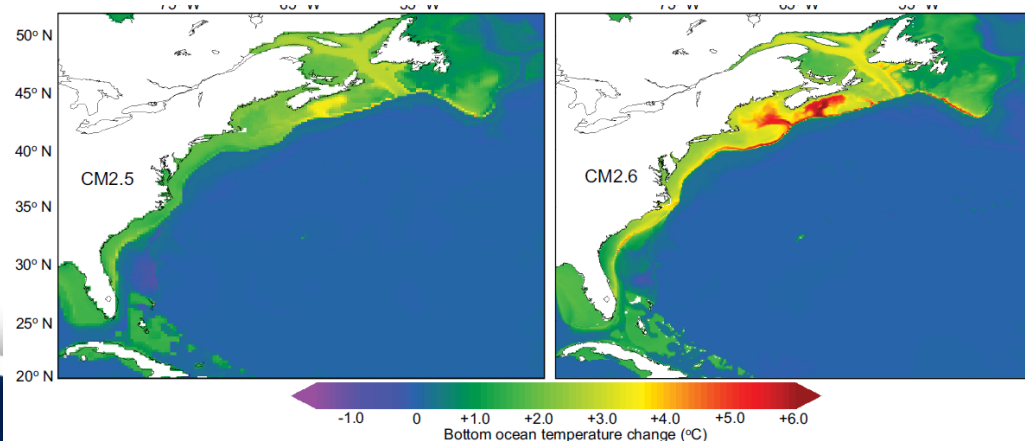 50° N
45° N
40° N
35° N
30° N
25° N
20° N
CM2.5
CM2.6
-1.0 0 +1.0 +2.0 +3.0 +4.0 +5.0 +6.0
Bottom ocean temperature change (°C)